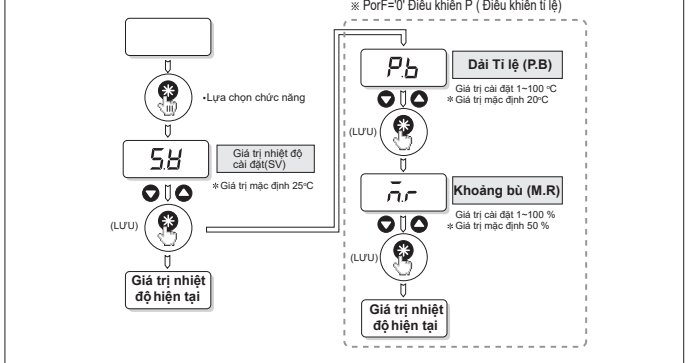 ※ PorF='0' Điều khiên P ( Điều khiên tỉ lệ)
•Lựa chọn chức năng
S.V
Giá trị nhiệt độ
cài đặt(SV)
✳Giá trị mặc định 25°C
(LƯU)
Giá trị nhiệt
độ hiện tại
P.b
Dải Tỉ lệ (P.B)
Giá trị cài đặt 1~100 °C
✳Giá trị mặc định 20°C
(LƯU)
m.r
Khoảng bù (M.R)
Giá trị cài đặt 1~100 %
✳Giá trị mặc định 50 %
(LƯU)
Giá trị nhiệt
độ hiện tại